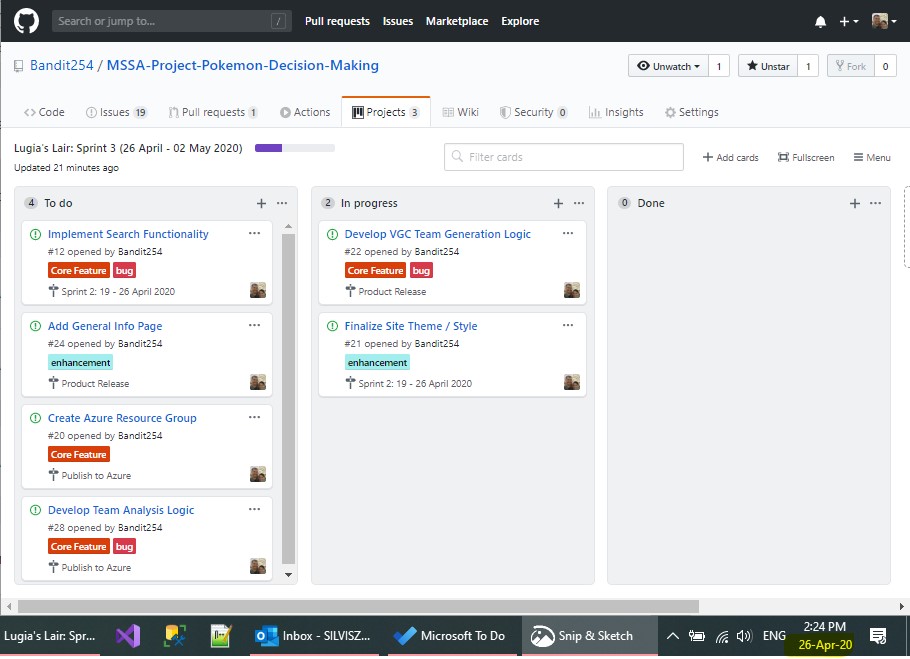 Search or jump to... /
Pull requests Issues Marketplace Explore
Bandit254 / MSSA-Project-Pokemon-Decision-Making
Unwatch 1 Unstar 1 Fork 0
<> Code Issues 19 Pull requests 1 Actions Projects 3 Wiki Security 0 Insights Settings
Lugia's Lair: Sprint 3 (26 April - 02 May 2020)
Updated 21 minutes ago
Filter cards
+ Add cards Fullscreen Menu
4 To do + ...
Implement Search Functionality ...
#12 opened by Bandit254
Core Feature bug
Sprint 2: 19 - 26 April 2020
Add General Info Page ...
#24 opened by Bandit254
enhancement
Product Release
Create Azure Resource Group ...
#20 opened by Bandit254
Core Feature
Publish to Azure
Develop Team Analysis Logic ...
#28 opened by Bandit254
Core Feature bug
Publish to Azure
2 In progress + ...
Develop VGC Team Generation Logic ...
#22 opened by Bandit254
Core Feature bug
Product Release
Finalize Site Theme / Style ...
#21 opened by Bandit254
enhancement
Sprint 2: 19 - 26 April 2020
0 Done + ...
Lugia's Lair: Spr...
Inbox - SILVISZ...
Microsoft To Do
Snip & Sketch
ENG
2:24 PM
26-Apr-20